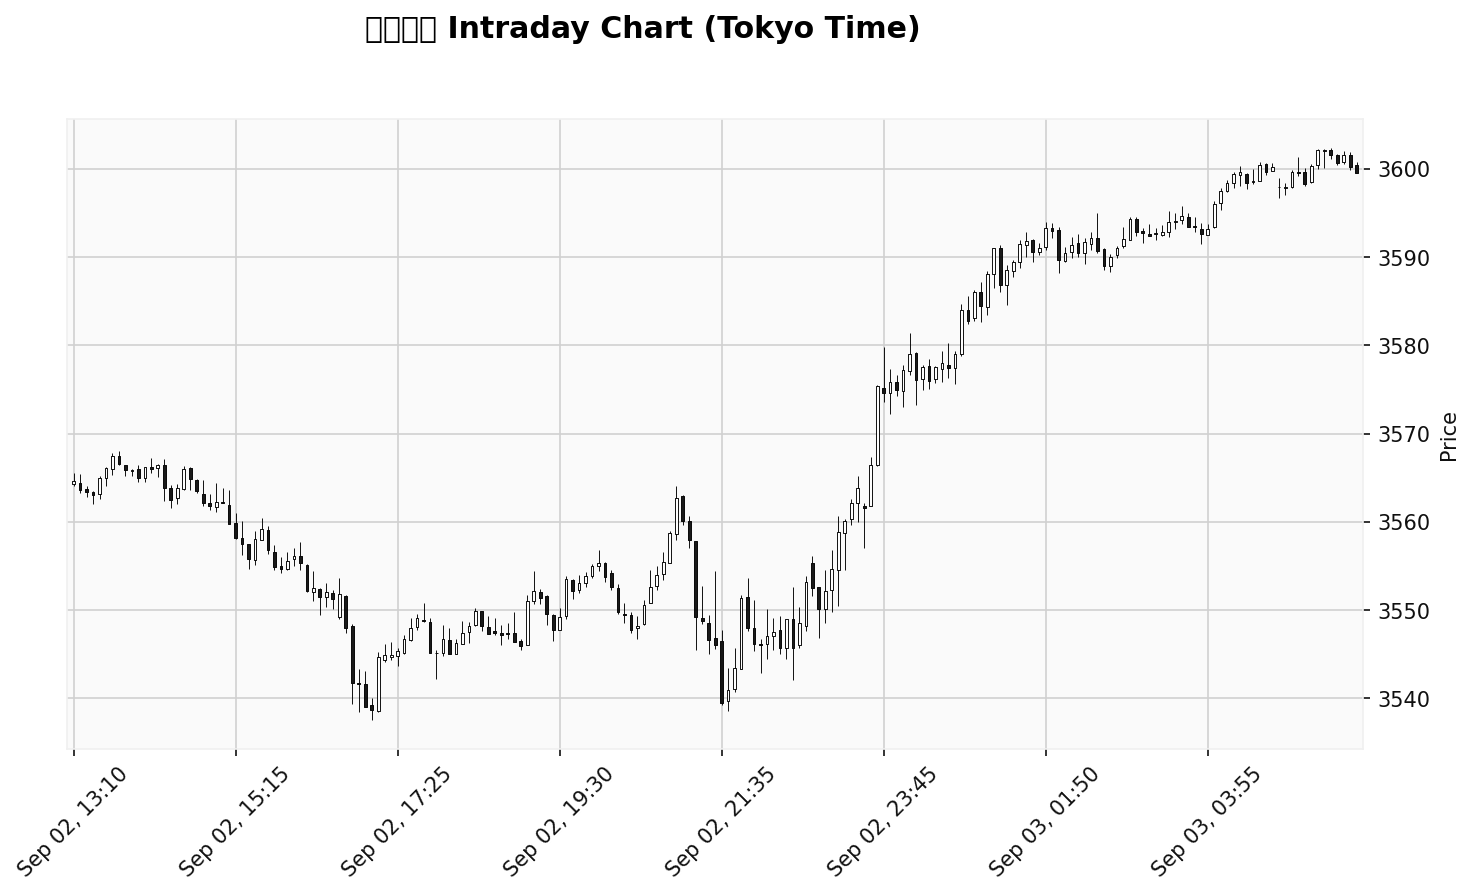 Intraday Chart (Tokyo Time)
3600
3590
3580
3570
3560
3550
3540
Price
Sep 02, 13:10
Sep 02, 15:15
Sep 02, 17:25
Sep 02, 19:30
Sep 02, 21:35
Sep 02, 23:45
Sep 03, 01:50
Sep 03, 03:55